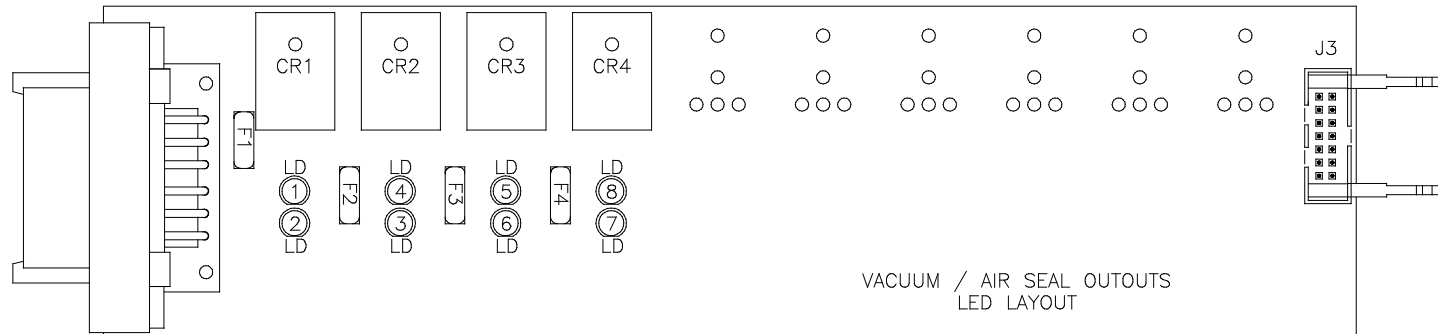 J3
CR1 CR2 CR3 CR4
F1
LD LD LD LD
1 4 5 8
F2 F3 F4
2 3 6 7
LD LD LD LD
VACUUM / AIR SEAL OUTOUTS
LED LAYOUT